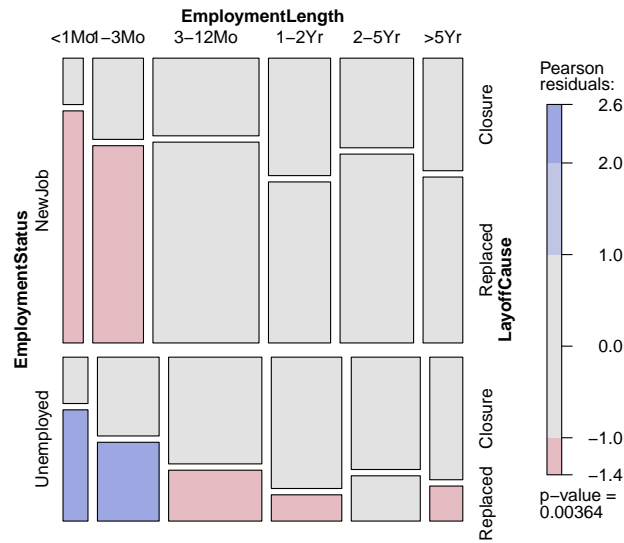 EmploymentLength
<1Mo 1−3Mo 3−12Mo 1−2Yr 2−5Yr >5Yr
EmploymentStatus
NewJob
Unemployed
LayoffCause
Closure
Replaced
Closure
Replaced
Pearson
residuals:
2.6
2.0
1.0
0.0
−1.0
−1.4
p−value =
0.00364